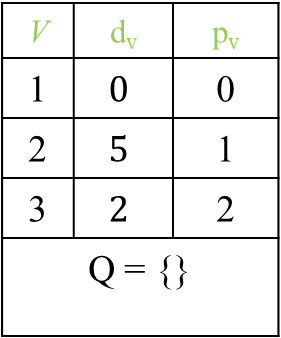 V d_v p_v
1 0 0
2 5 1
3 2 2
Q = {}